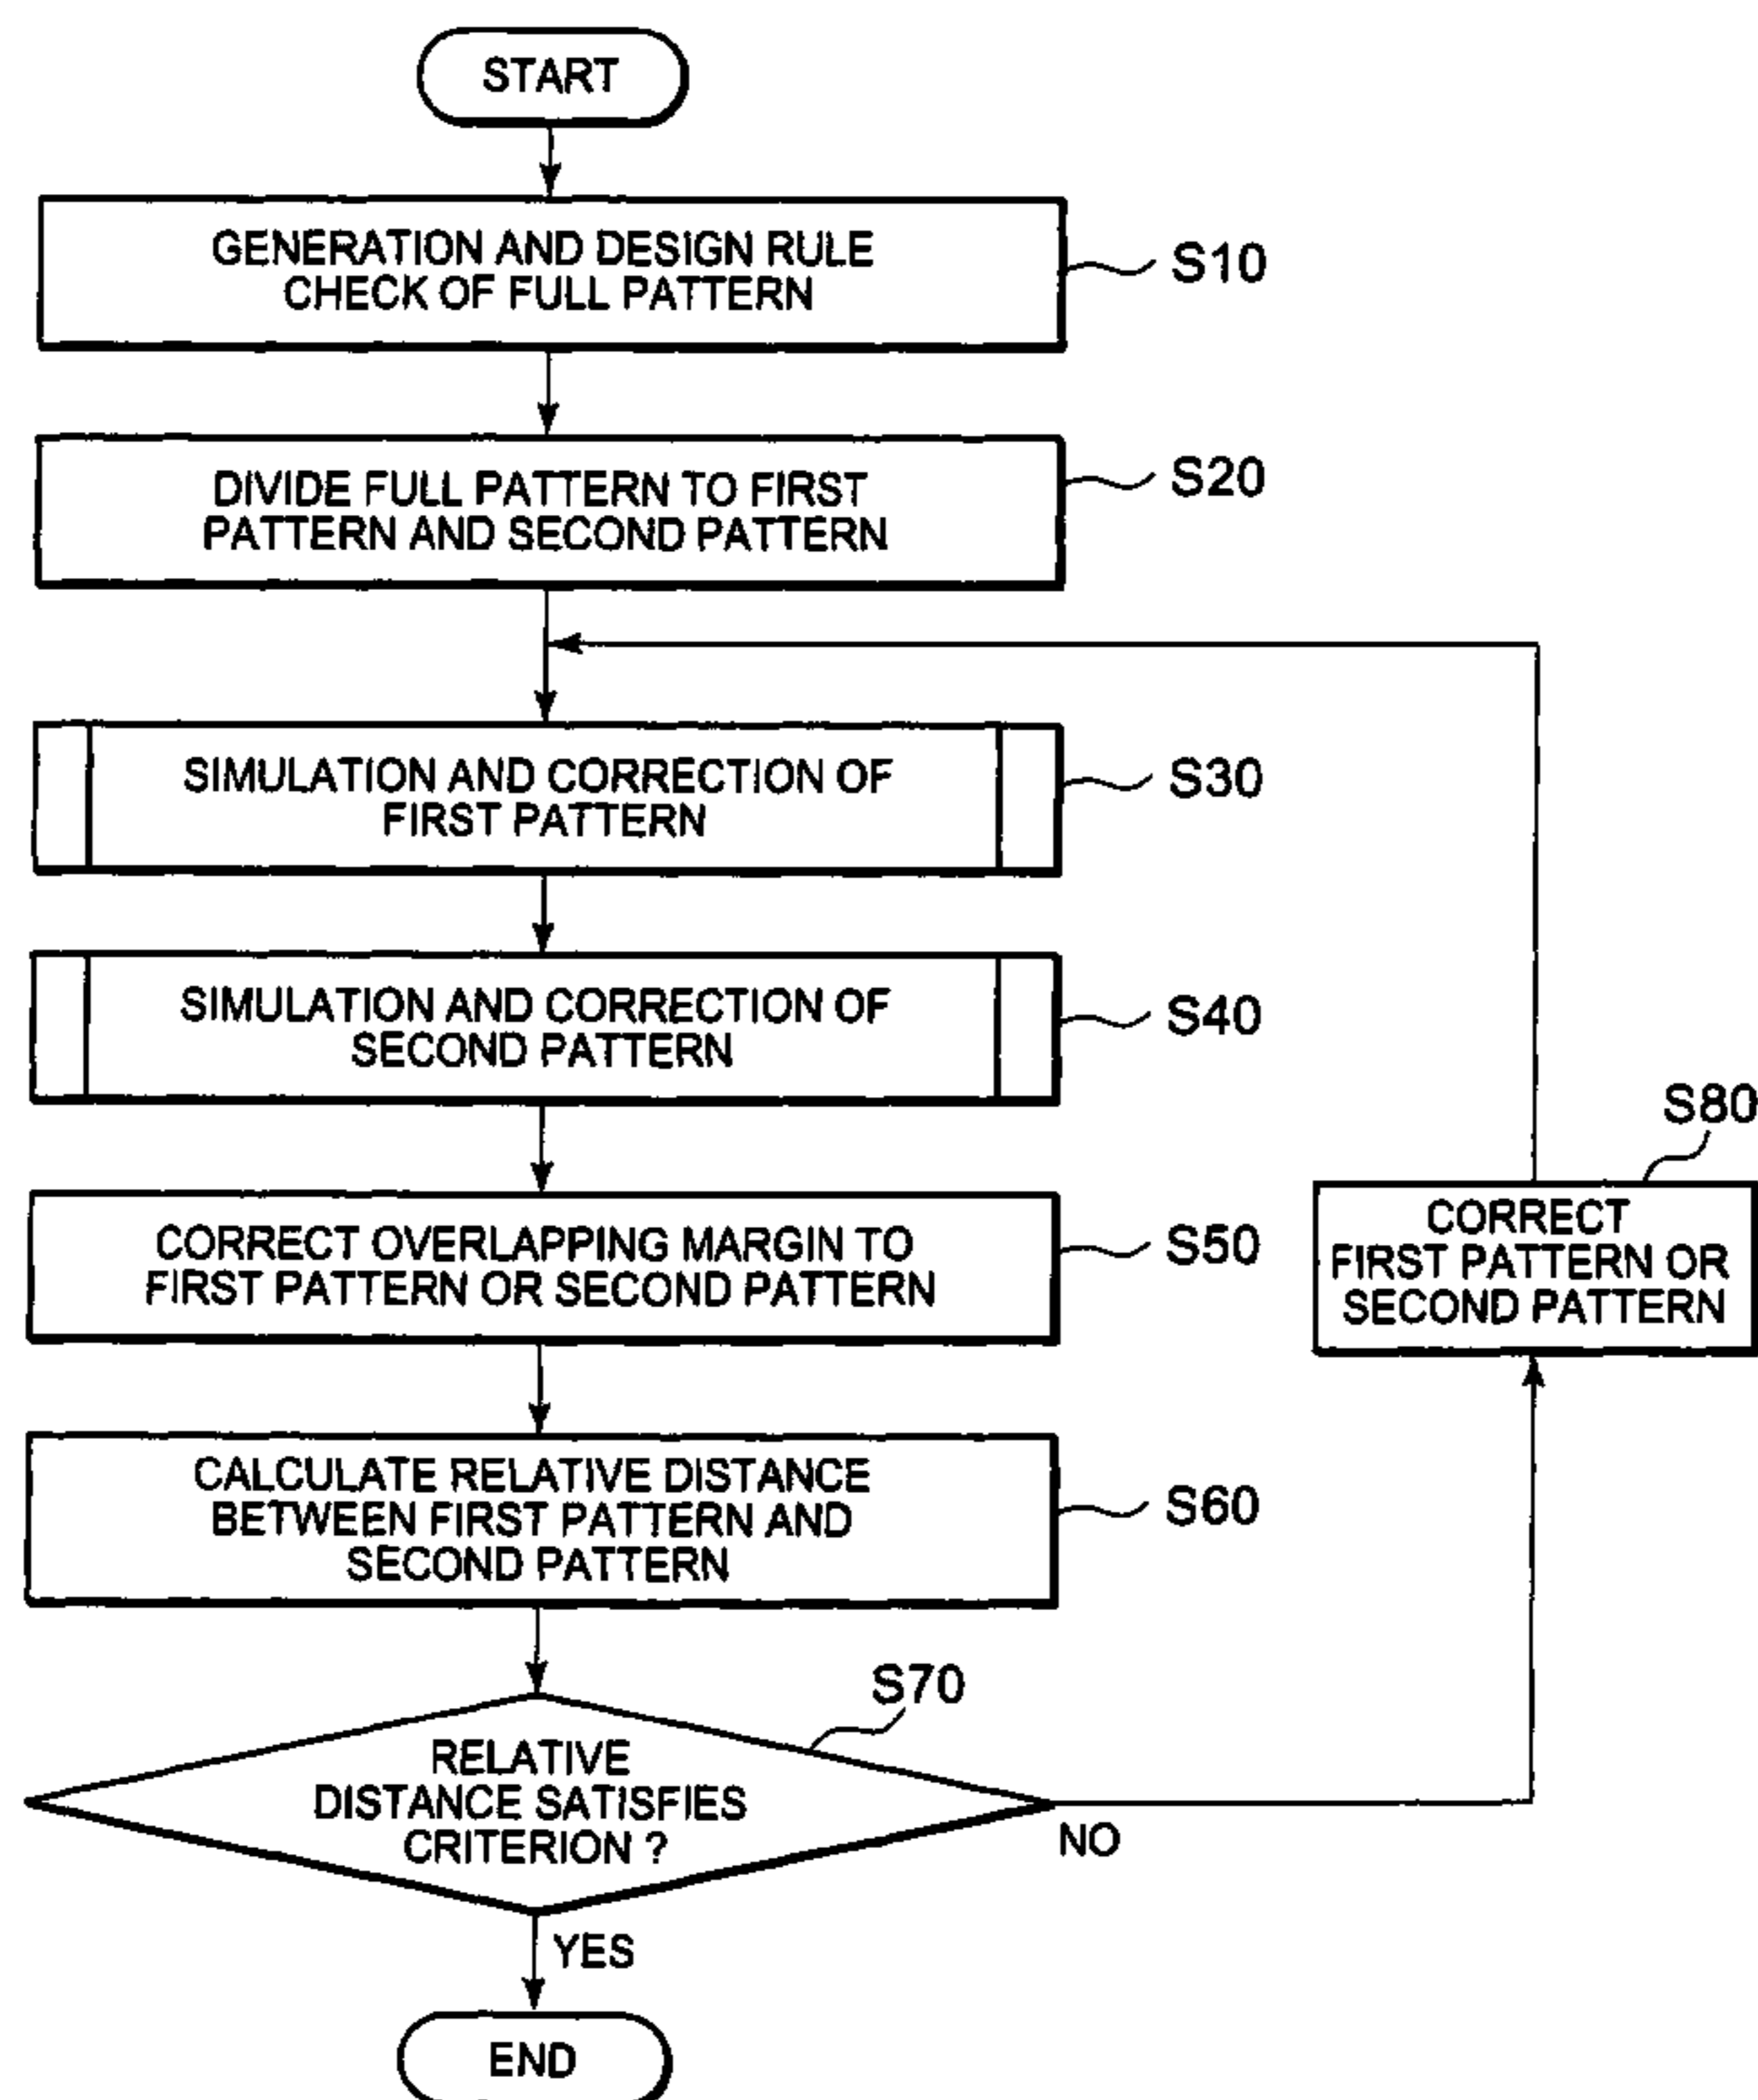 START
GENERATION AND DESIGN RULE
CHECK OF FULL PATTERN
S10
DIVIDE FULL PATTERN TO FIRST
PATTERN AND SECOND PATTERN
S20
SIMULATION AND CORRECTION OF
FIRST PATTERN
S30
SIMULATION AND CORRECTION OF
SECOND PATTERN
S40
CORRECT OVERLAPPING MARGIN TO
FIRST PATTERN OR SECOND PATTERN
S50
S80
CORRECT
FIRST PATTERN OR
SECOND PATTERN
CALCULATE RELATIVE DISTANCE
BETWEEN FIRST PATTERN AND
SECOND PATTERN
S60
S70
RELATIVE
DISTANCE SATISFIES
CRITERION ?
NO
YES
END